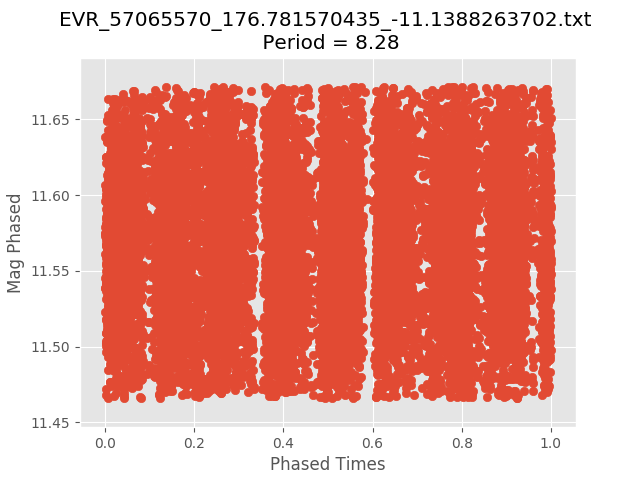 EVR_57065570_176.781570435_-11.1388263702.txt
Period = 8.28
Mag Phased
11.65
11.60
11.55
11.50
11.45
0.0 0.2 0.4 0.6 0.8 1.0
Phased Times